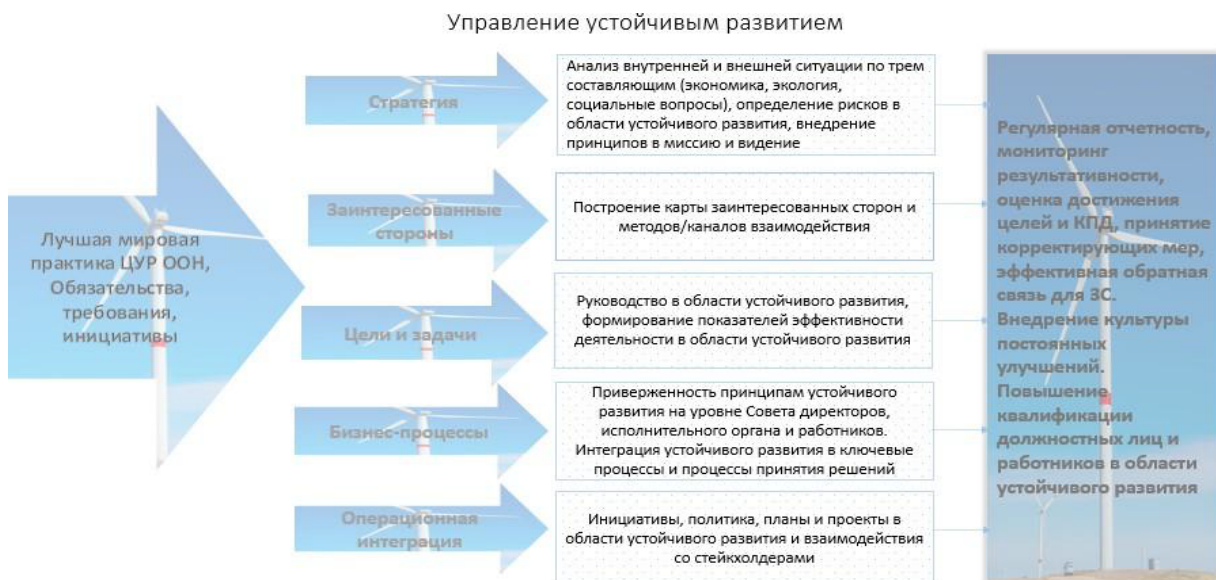 Управление устойчивым развитием
Лучшая мировая
практика ЦУР ООН,
Обязательства,
требования,
инициативы
Стратегия
Анализ внутренней и внешней ситуации по трем
составляющим (экономика, экология,
социальные вопросы), определение рисков в
области устойчивого развития, внедрение
принципов в миссию и видение
Заинтересованные
стороны
Построение карты заинтересованных сторон и
методов/каналов взаимодействия
Цели и задачи
Руководство в области устойчивого развития,
формирование показателей эффективности
деятельности в области устойчивого развития
Бизнес-процессы
Приверженность принципам устойчивого
развития на уровне Совета директоров,
исполнительного органа и работников.
Интеграция устойчивого развития в ключевые
процессы и процессы принятия решений
Операционная
интеграция
Инициативы, политика, планы и проекты в
области устойчивого развития и взаимодействия
со стейкхолдерами
Регулярная отчетность,
мониторинг
результативности,
оценка достижения
целей и КПД, принятие
корректирующих мер,
эффективная обратная
связь для ЗС.
Внедрение культуры
постоянных
улучшений.
Повышение
квалификации
должностных лиц и
работников в области
устойчивого развития